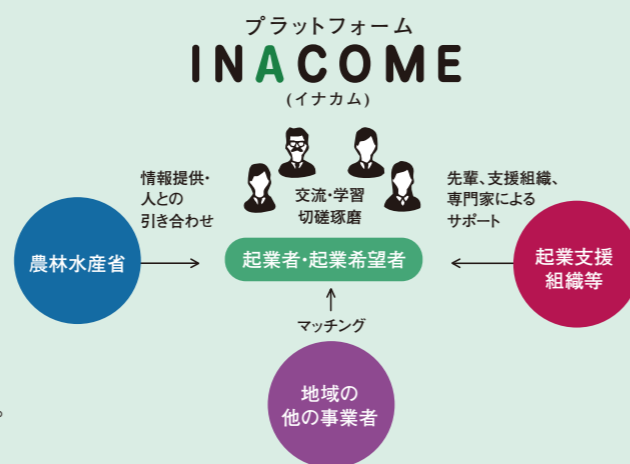 プラットフォーム
INACOME
(イナカム)
情報提供・
人との
引き合わせ
交流・学習
切磋琢磨
先輩、支援組織、
専門家による
サポート
農林水産省
起業者・起業希望者
起業支援
組織等
マッチング
地域の
他の事業者
。